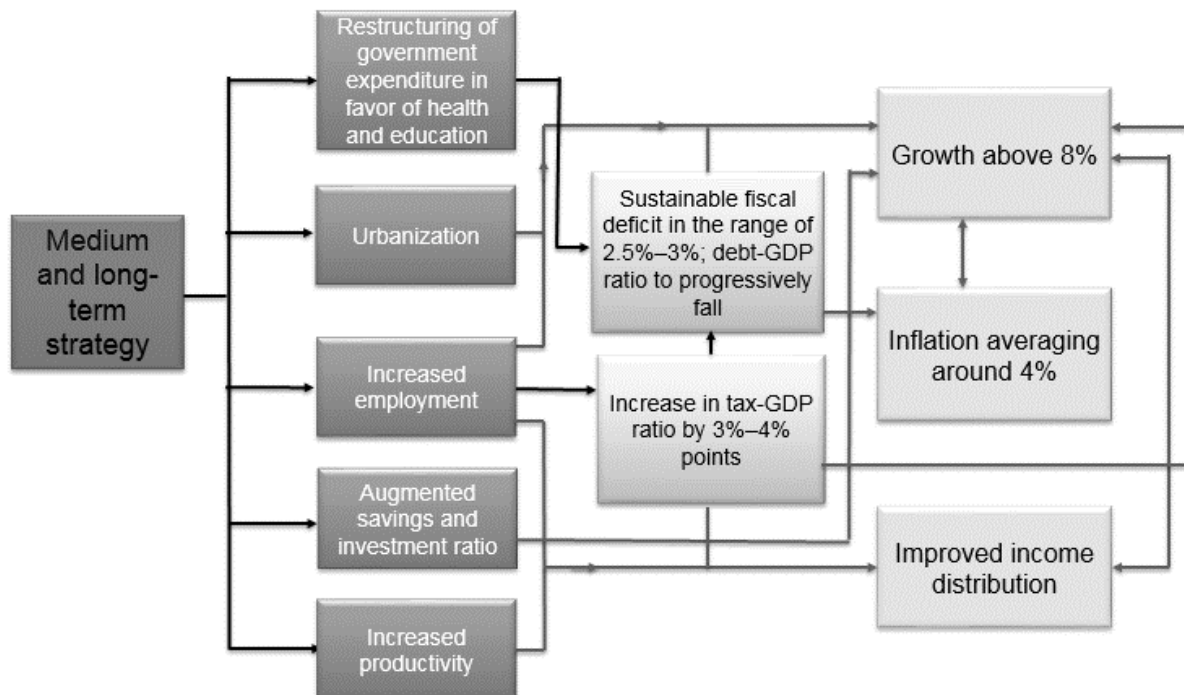 Medium
and long-
term
strategy
Restructuring of
government
expenditure in
favor of health
and education
Urbanization
Increased
employment
Augmented
savings and
investment ratio
Increased
productivity
Sustainable fiscal
deficit in the range of
2.5%–3%; debt-GDP
ratio to progressively
fall
Increase in tax-GDP
ratio by 3%–4%
points
Growth above 8%
Inflation averaging
around 4%
Improved income
distribution